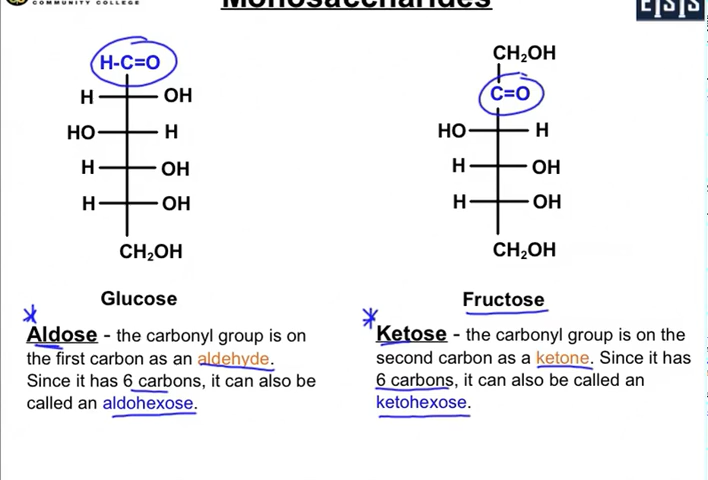 COMMUNITY COLLEGE
Monosaccharides
H-C=O
H OH
HO H
H OH
H OH
CH₂OH
Glucose
Aldose - the carbonyl group is on
the first carbon as an aldehyde.
Since it has 6 carbons, it can also be
called an aldohexose.
CH₂OH
C=O
HO H
H OH
H OH
CH₂OH
Fructose
Ketose - the carbonyl group is on the
second carbon as a ketone. Since it has
6 carbons, it can also be called an
ketohexose.